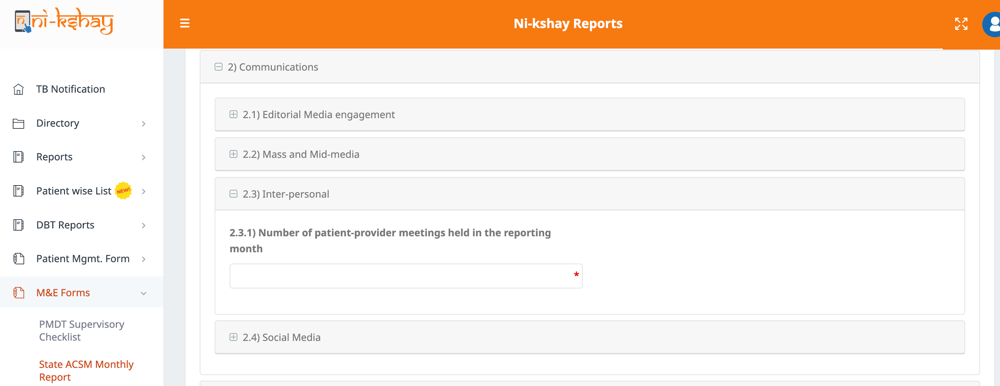 ni-kshay
Ni-kshay Reports
TB Notification
Directory
Reports
Patient wise List NEW!
DBT Reports
Patient Mgmt. Form
M&E Forms
PMDT Supervisory
Checklist
State ACSM Monthly
Report
2) Communications
2.1) Editorial Media engagement
2.2) Mass and Mid-media
2.3) Inter-personal
2.3.1) Number of patient-provider meetings held in the reporting
month
*
2.4) Social Media